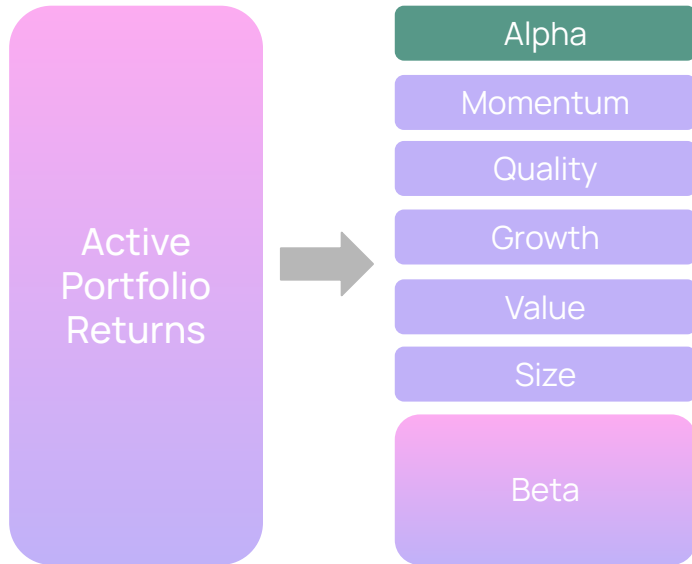 Active
Portfolio
Returns
Alpha
Momentum
Quality
Growth
Value
Size
Beta